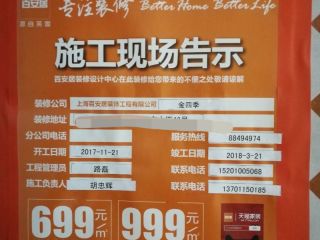 百安居
原创美居
专注装修 Better Home Better Life
施工现场告示
百安居装修设计中心在此装修给您带来的不便之处敬请谅解
装修公司 上海百安居装饰工程有限公司 金四季
装修地址
分公司电话 服务热线 88494974
开工日期 2017-11-21 竣工日期 2018-3-21
工程管理员 路磊 联系电话 15201005068
施工负责人 胡忠辉 联系电话 13701150185
699元/㎡ 999元/㎡ 天猫家装